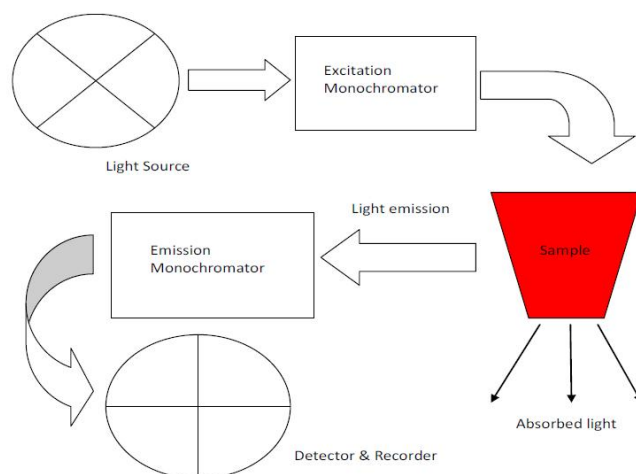 Excitation
Monochromator
Light Source
Light emission
Emission
Monochromator
Sample
Absorbed light
Detector & Recorder